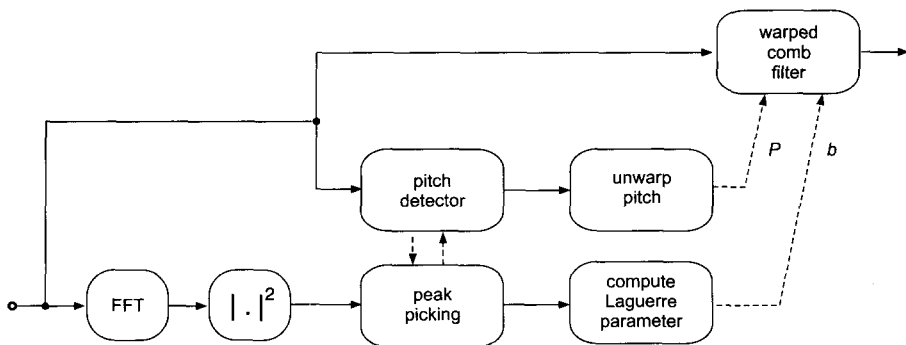 warped
comb
filter
P
b
pitch
detector
unwarp
pitch
FFT
|.|²
peak
picking
compute
Laguerre
parameter